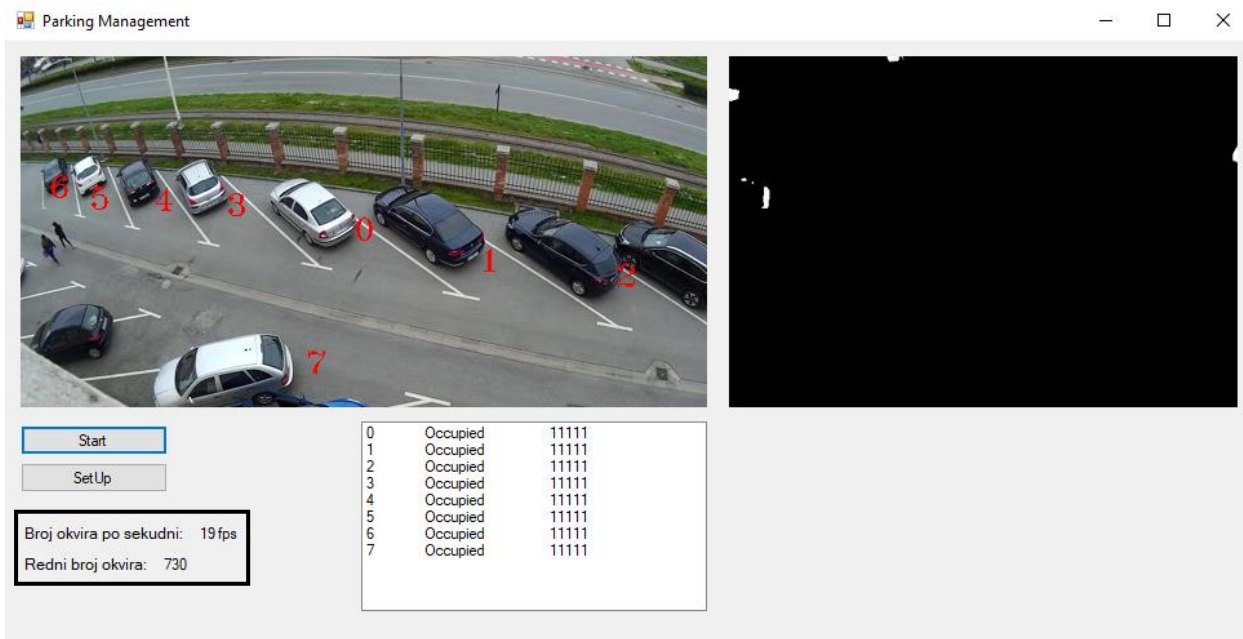 Parking Management
6
5
4
3
0
1
2
7
Start
SetUp
Broj okvira po sekudni: 19 fps
Redni broj okvira: 730
0 Occupied 11111
1 Occupied 11111
2 Occupied 11111
3 Occupied 11111
4 Occupied 11111
5 Occupied 11111
6 Occupied 11111
7 Occupied 11111